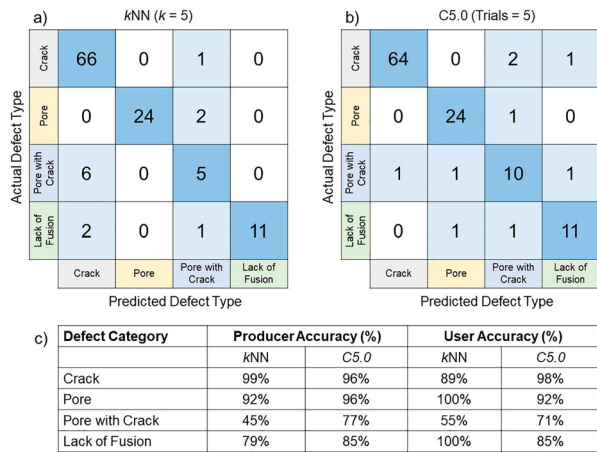 a) kNN (k = 5)
Actual Defect Type
Crack 66 0 1 0
Pore 0 24 2 0
Pore with Crack 6 0 5 0
Lack of Fusion 2 0 1 11
Crack Pore Pore with Crack Lack of Fusion
Predicted Defect Type
b) C5.0 (Trials = 5)
Actual Defect Type
Crack 64 0 2 1
Pore 0 24 1 0
Pore with Crack 1 1 10 1
Lack of Fusion 0 1 1 11
Crack Pore Pore with Crack Lack of Fusion
Predicted Defect Type
c) Defect Category Producer Accuracy (%) User Accuracy (%)
kNN C5.0 kNN C5.0
Crack 99% 96% 89% 98%
Pore 92% 96% 100% 92%
Pore with Crack 45% 77% 55% 71%
Lack of Fusion 79% 85% 100% 85%